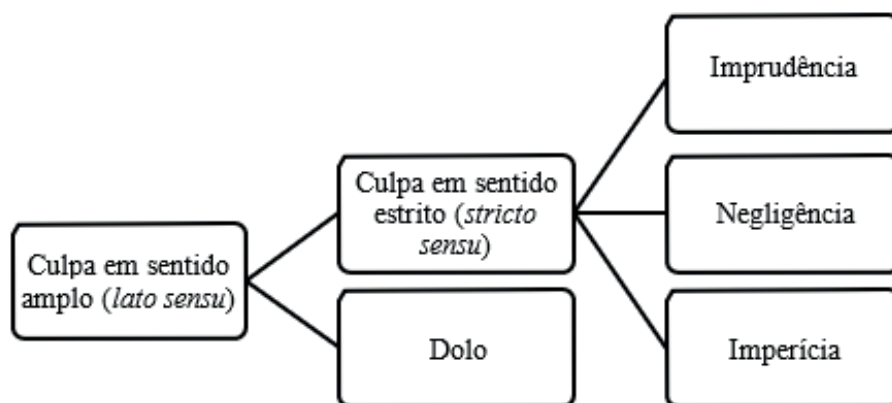 Culpa em sentido
amplo (lato sensu)
Culpa em sentido
estrito (stricto
sensu)
Dolo
Imprudência
Negligência
Imperícia